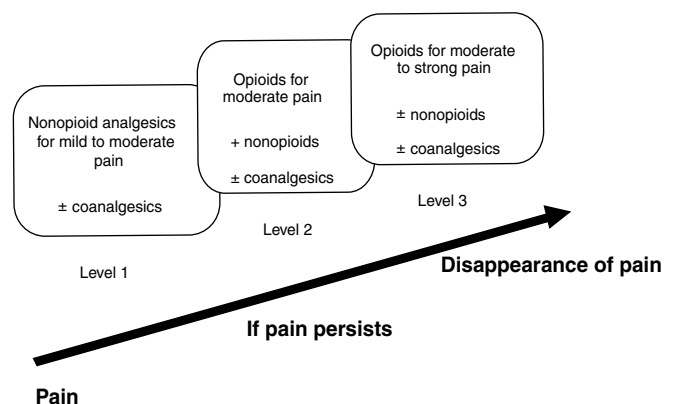 Nonopioid analgesics
for mild to moderate
pain
± coanalgesics
Level 1
Opioids for
moderate pain
+ nonopioids
± coanalgesics
Level 2
Opioids for moderate
to strong pain
± nonopioids
± coanalgesics
Level 3
Pain
If pain persists
Disappearance of pain